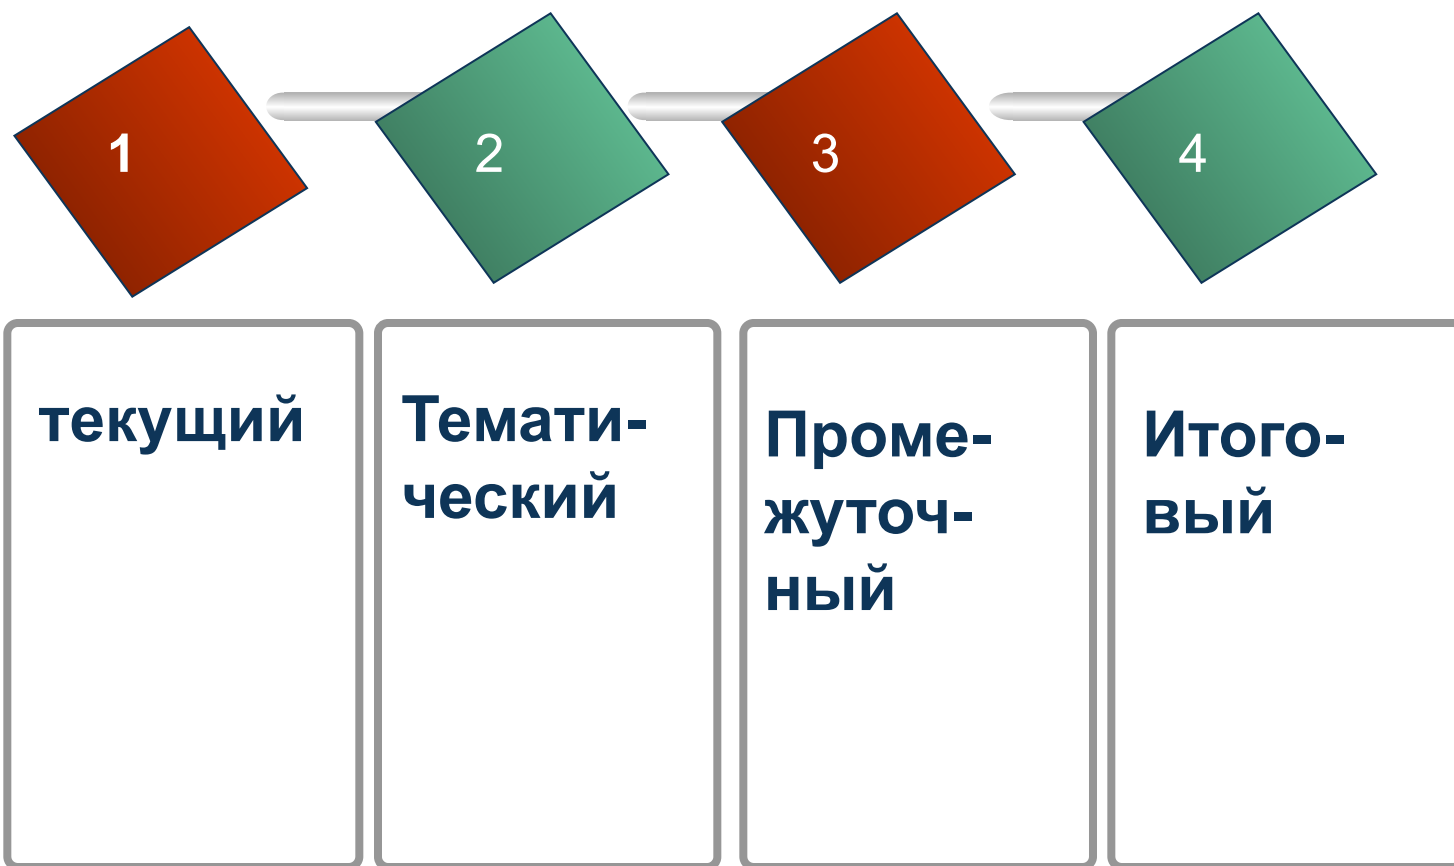 1
2
3
4
текущий
Темати-
ческий
Проме-
жуточ-
ный
Итого-
вый